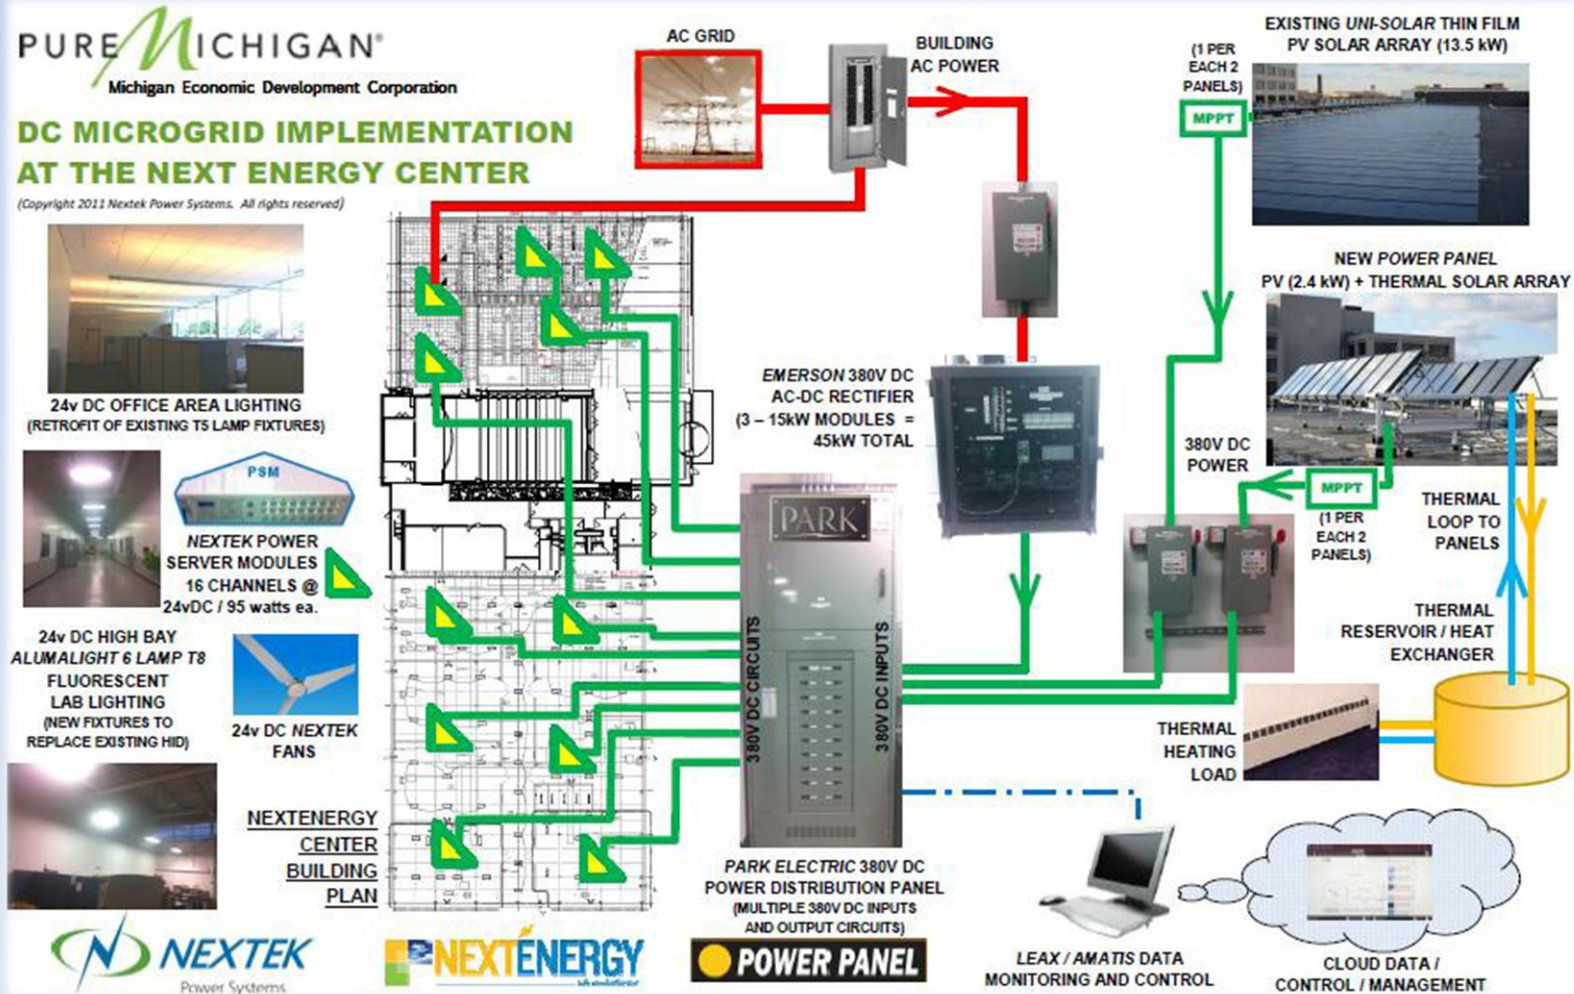 PURE MICHIGAN®
Michigan Economic Development Corporation
DC MICROGRID IMPLEMENTATION
AT THE NEXT ENERGY CENTER
(Copyright 2011 Nextek Power Systems. All rights reserved)
AC GRID
BUILDING
AC POWER
EXISTING UNI-SOLAR THIN FILM
PV SOLAR ARRAY (13.5 kW)
(1 PER
EACH 2
PANELS)
MPPT
NEW POWER PANEL
PV (2.4 kW) + THERMAL SOLAR ARRAY
24v DC OFFICE AREA LIGHTING
(RETROFIT OF EXISTING T5 LAMP FIXTURES)
EMERSON 380V DC
AC-DC RECTIFIER
(3 – 15kW MODULES =
45kW TOTAL
380V DC
POWER
MPPT
(1 PER
EACH 2
PANELS)
THERMAL
LOOP TO
PANELS
PSM
NEXTEK POWER
SERVER MODULES
16 CHANNELS @
24vDC / 95 watts ea.
PARK
380V DC CIRCUITS
380V DC INPUTS
THERMAL
RESERVOIR / HEAT
EXCHANGER
24v DC HIGH BAY
ALUMALIGHT 6 LAMP T8
FLUORESCENT
LAB LIGHTING
(NEW FIXTURES TO
REPLACE EXISTING HID)
24v DC NEXTEK
FANS
THERMAL
HEATING
LOAD
NEXTENERGY
CENTER
BUILDING
PLAN
PARK ELECTRIC 380V DC
POWER DISTRIBUTION PANEL
(MULTIPLE 380V DC INPUTS
AND OUTPUT CIRCUITS)
LEAX / AMATIS DATA
MONITORING AND CONTROL
CLOUD DATA /
CONTROL / MANAGEMENT
NEXTEK
Power Systems
NEXTENERGY
POWER PANEL